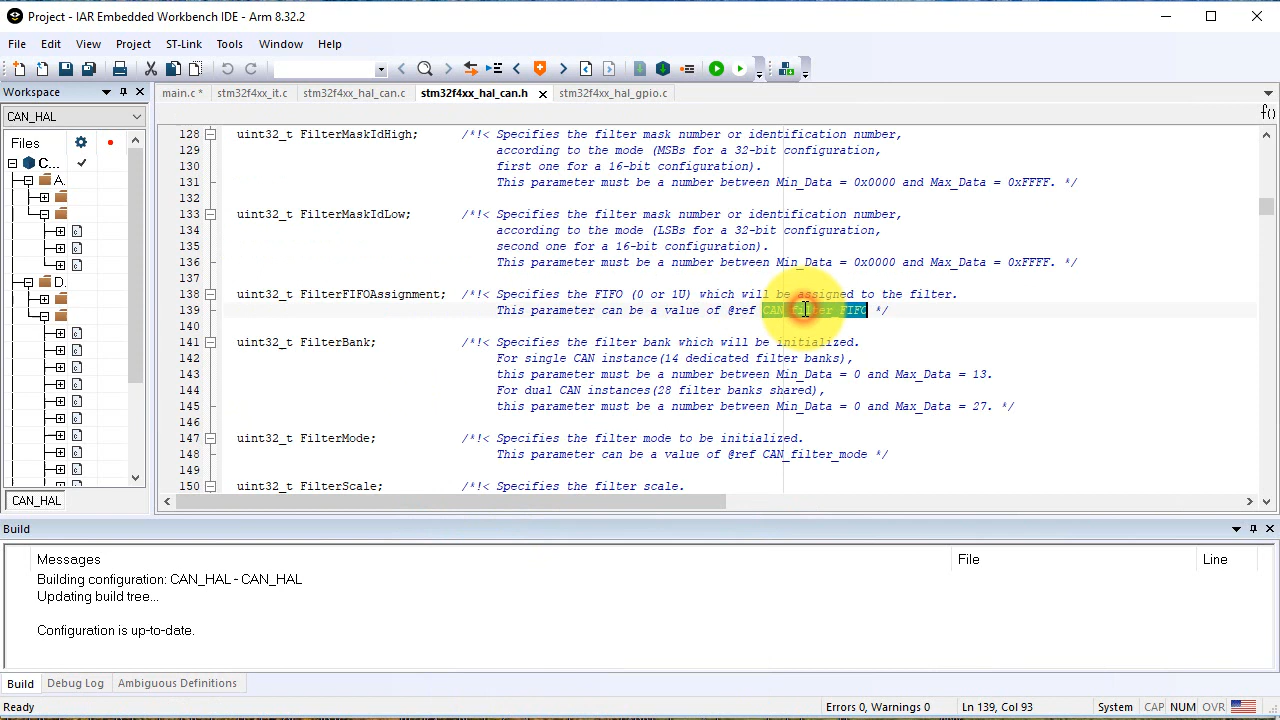 Project - IAR Embedded Workbench IDE - Arm 8.32.2
File Edit View Project ST-Link Tools Window Help
Workspace
main.c * stm32f4xx_it.c stm32f4xx_hal_can.c stm32f4xx_hal_can.h stm32f4xx_hal_gpio.c
CAN_HAL
Files
C...
A.
D.
CAN_HAL
f()
128 uint32_t FilterMaskIdHigh; /*!< Specifies the filter mask number or identification number,
129 according to the mode (MSBs for a 32-bit configuration,
130 first one for a 16-bit configuration).
131 This parameter must be a number between Min_Data = 0x0000 and Max_Data = 0xFFFF. */
132
133 uint32_t FilterMaskIdLow; /*!< Specifies the filter mask number or identification number,
134 according to the mode (LSBs for a 32-bit configuration,
135 second one for a 16-bit configuration).
136 This parameter must be a number between Min_Data = 0x0000 and Max_Data = 0xFFFF. */
137
138 uint32_t FilterFIFOAssignment; /*!< Specifies the FIFO (0 or 1U) which will be assigned to the filter.
139 This parameter can be a value of @ref CAN_filter_FIFO */
140
141 uint32_t FilterBank; /*!< Specifies the filter bank which will be initialized.
142 For single CAN instance(14 dedicated filter banks),
143 this parameter must be a number between Min_Data = 0 and Max_Data = 13.
144 For dual CAN instances(28 filter banks shared),
145 this parameter must be a number between Min_Data = 0 and Max_Data = 27. */
146
147 uint32_t FilterMode; /*!< Specifies the filter mode to be initialized.
148 This parameter can be a value of @ref CAN_filter_mode */
149
150 uint32_t FilterScale; /*!< Specifies the filter scale.
Build
Messages File Line
Building configuration: CAN_HAL - CAN_HAL
Updating build tree...
Configuration is up-to-date.
Build Debug Log Ambiguous Definitions
Ready Errors 0, Warnings 0 Ln 139, Col 93 System CAP NUM OVR